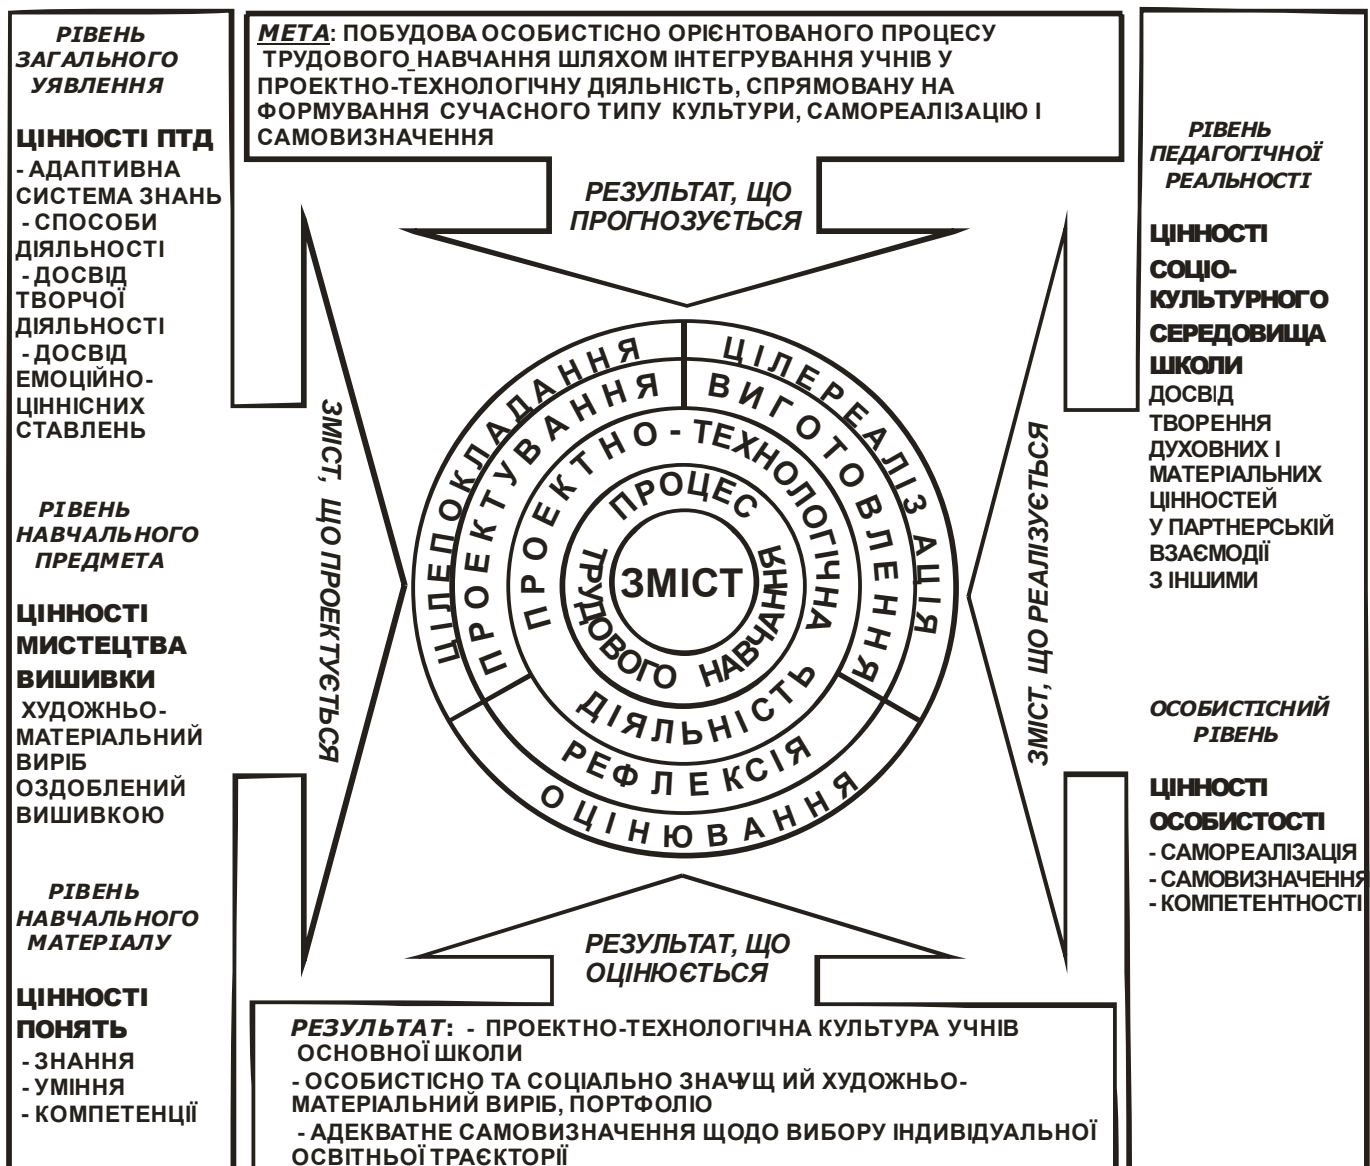 РІВЕНЬ
ЗАГАЛЬНОГО
УЯВЛЕННЯ
ЦІННОСТІ ПТД
- АДАПТИВНА
СИСТЕМА ЗНАНЬ
- СПОСОБИ
ДІЯЛЬНОСТІ
- ДОСВІД
ТВОРЧОЇ
ДІЯЛЬНОСТІ
- ДОСВІД
ЕМОЦІЙНО-
ЦІННІСНИХ
СТАВЛЕНЬ
РІВЕНЬ
НАВЧАЛЬНОГО
ПРЕДМЕТА
ЦІННОСТІ
МИСТЕЦТВА
ВИШИВКИ
ХУДОЖНЬО-
МАТЕРІАЛЬНИЙ
ВИРІБ
ОЗДОБЛЕНИЙ
ВИШИВКОЮ
РІВЕНЬ
НАВЧАЛЬНОГО
МАТЕРІАЛУ
ЦІННОСТІ
ПОНЯТЬ
- ЗНАННЯ
- УМІННЯ
- КОМПЕТЕНЦІЇ
МЕТА: ПОБУДОВА ОСОБИСТІСНО ОРІЄНТОВАНОГО ПРОЦЕСУ
ТРУДОВОГО НАВЧАННЯ ШЛЯХОМ ІНТЕГРУВАННЯ УЧНІВ У
ПРОЕКТНО-ТЕХНОЛОГІЧНУ ДІЯЛЬНІСТЬ, СПРЯМОВАНУ НА
ФОРМУВАННЯ СУЧАСНОГО ТИПУ КУЛЬТУРИ, САМОРЕАЛІЗАЦІЮ І
САМОВИЗНАЧЕННЯ
РЕЗУЛЬТАТ, ЩО
ПРОГНОЗУЄТЬСЯ
ЗМІСТ, ЩО ПРОЕКТУЄТЬСЯ
ЦІЛЕПОКЛАДАННЯ
ЦІЛЕРЕАЛІЗ АЦІЯ
ПРОЕКТУВАННЯ
ВИГОТОВЛЕННЯ
ПРОЕКТНО-ТЕХНОЛОГІЧНА
ПРОЦЕС
ЗМІСТ
ТРУДОВОГО НАВЧАННЯ
ДІЯЛЬНІСТЬ
РЕФЛЕКСІЯ
ОЦІНЮВАННЯ
ЗМІСТ, ЩО РЕАЛІЗУЄТЬСЯ
РЕЗУЛЬТАТ, ЩО
ОЦІНЮЄТЬСЯ
РЕЗУЛЬТАТ: - ПРОЕКТНО-ТЕХНОЛОГІЧНА КУЛЬТУРА УЧНІВ
ОСНОВНОЇ ШКОЛИ
- ОСОБИСТІСНО ТА СОЦІАЛЬНО ЗНАЧУЩ ИЙ ХУДОЖНЬО-
МАТЕРІАЛЬНИЙ ВИРІБ, ПОРТФОЛІО
- АДЕКВАТНЕ САМОВИЗНАЧЕННЯ ЩОДО ВИБОРУ ІНДИВІДУАЛЬНОЇ
ОСВІТНЬОЇ ТРАЄКТОРІЇ
РІВЕНЬ
ПЕДАГОГІЧНОЇ
РЕАЛЬНОСТІ
ЦІННОСТІ
СОЦІО-
КУЛЬТУРНОГО
СЕРЕДОВИЩА
ШКОЛИ
ДОСВІД
ТВОРЕННЯ
ДУХОВНИХ І
МАТЕРІАЛЬНИХ
ЦІННОСТЕЙ
У ПАРТНЕРСЬКІЙ
ВЗАЄМОДІЇ
З ІНШИМИ
ОСОБИСТІСНИЙ
РІВЕНЬ
ЦІННОСТІ
ОСОБИСТОСТІ
- САМОРЕАЛІЗАЦІЯ
- САМОВИЗНАЧЕННЯ
- КОМПЕТЕНТНОСТІ